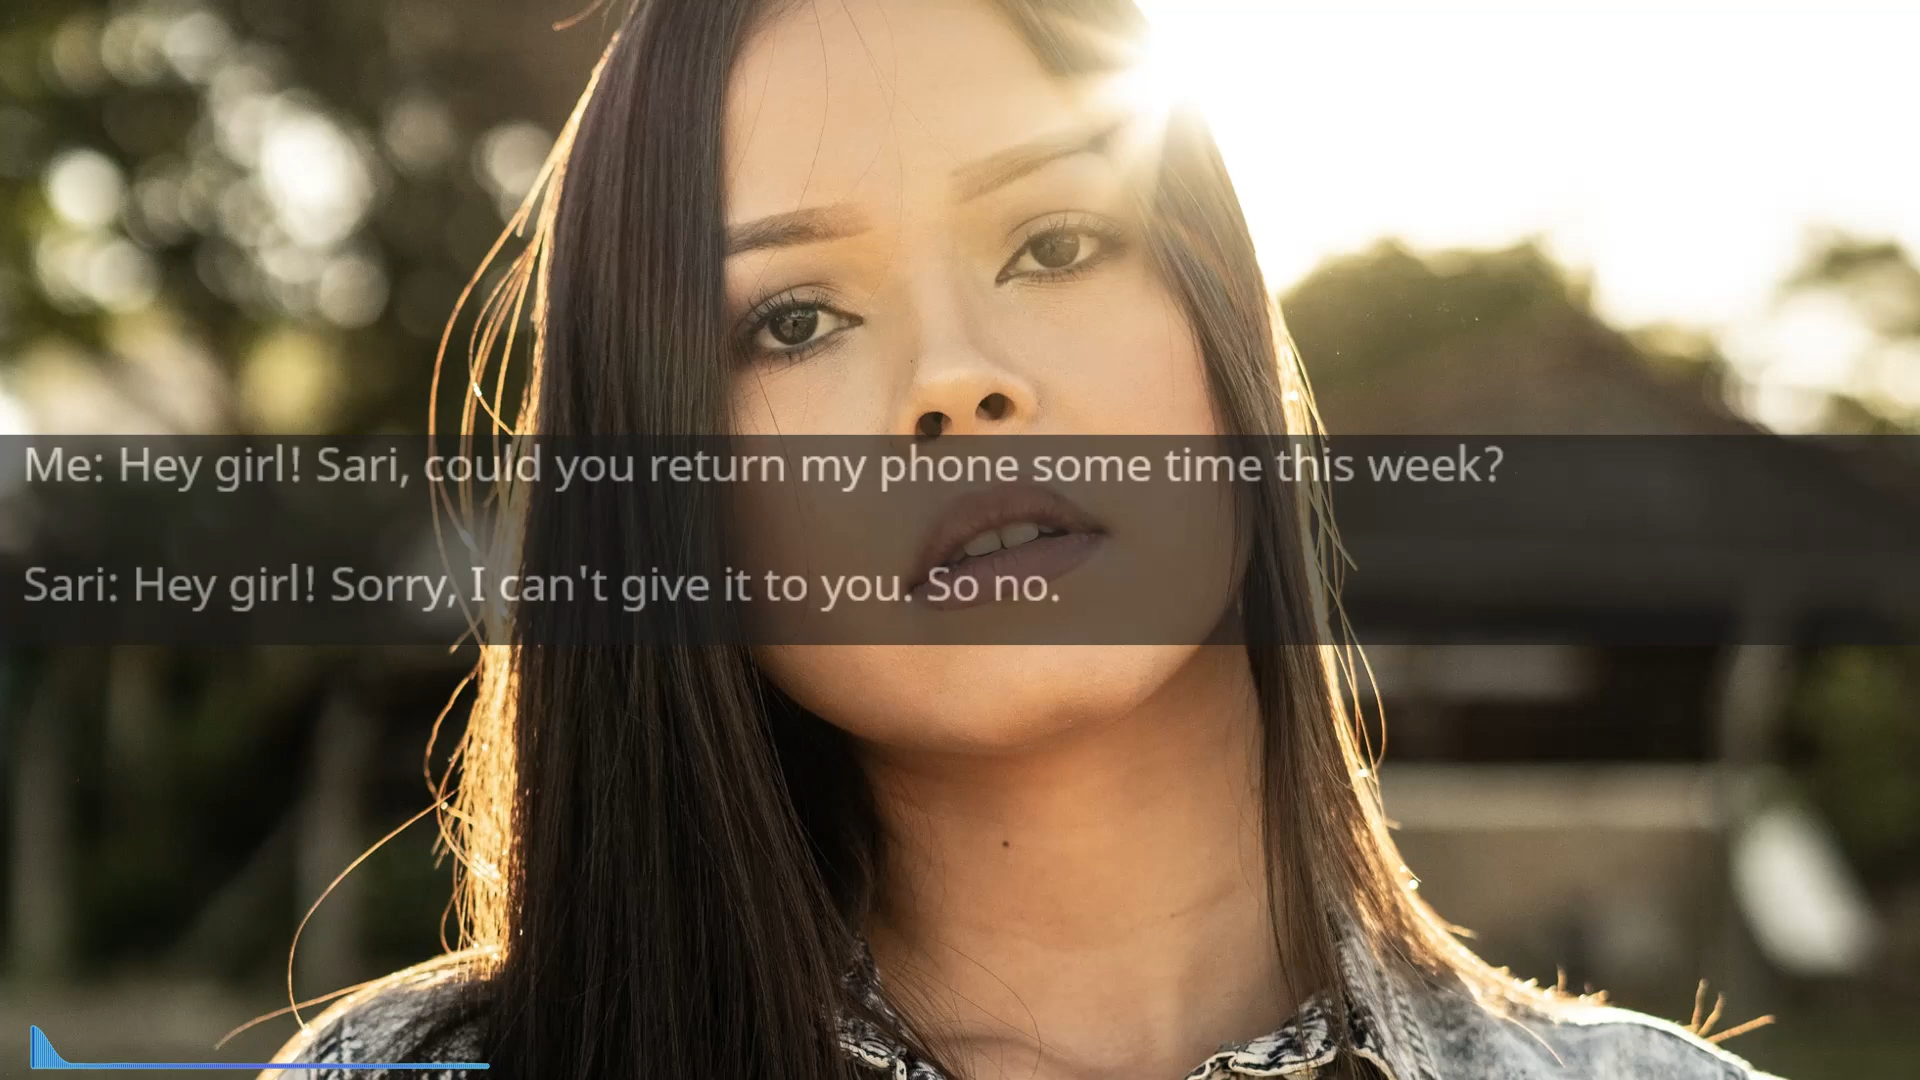 Me: Hey girl! Sari, could you return my phone some time this week?
Sari: Hey girl! Sorry, I can't give it to you. So no.